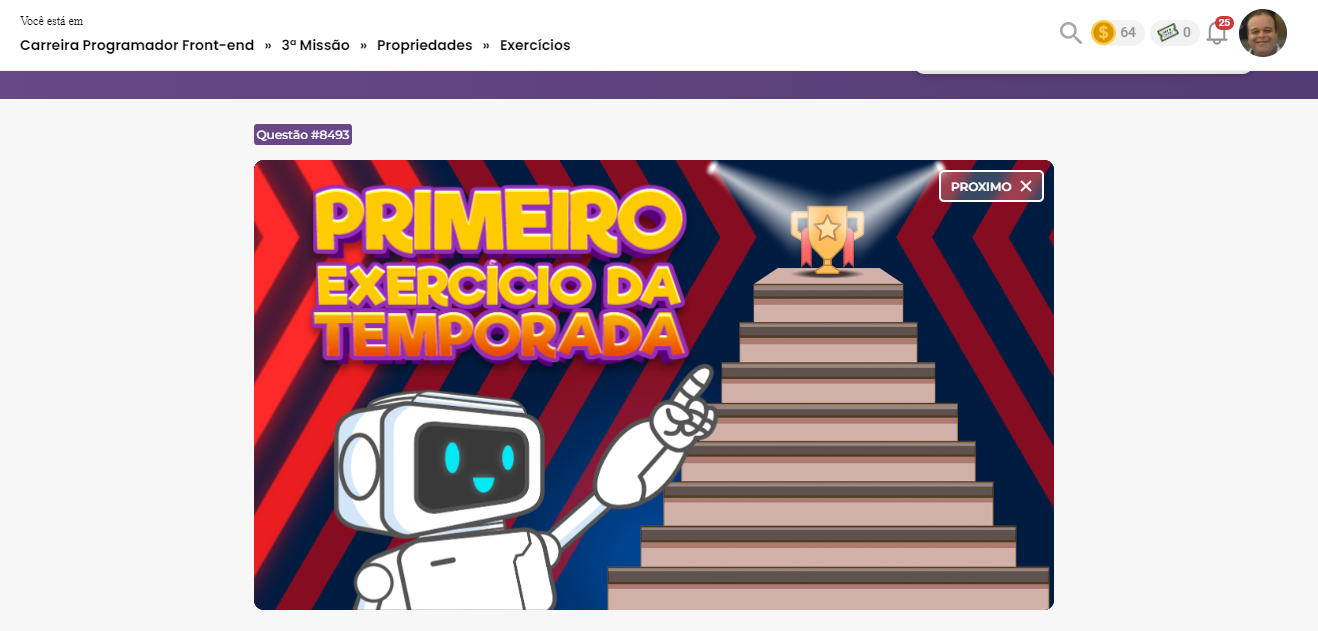 Você está em
Carreira Programador Front-end » 3ª Missão » Propriedades » Exercícios
64
0
25
Questão #8493
PROXIMO
PRIMEIRO
EXERCÍCIO DA
TEMPORADA